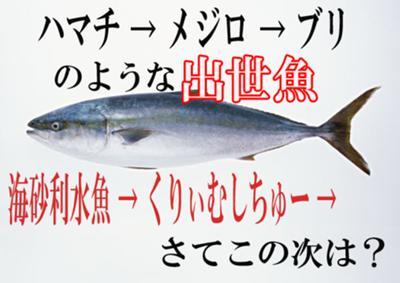 ハマチ→メジロ→ブリ
のような出世魚
海砂利水魚→くりぃむしちゅー→
さてこの次は？